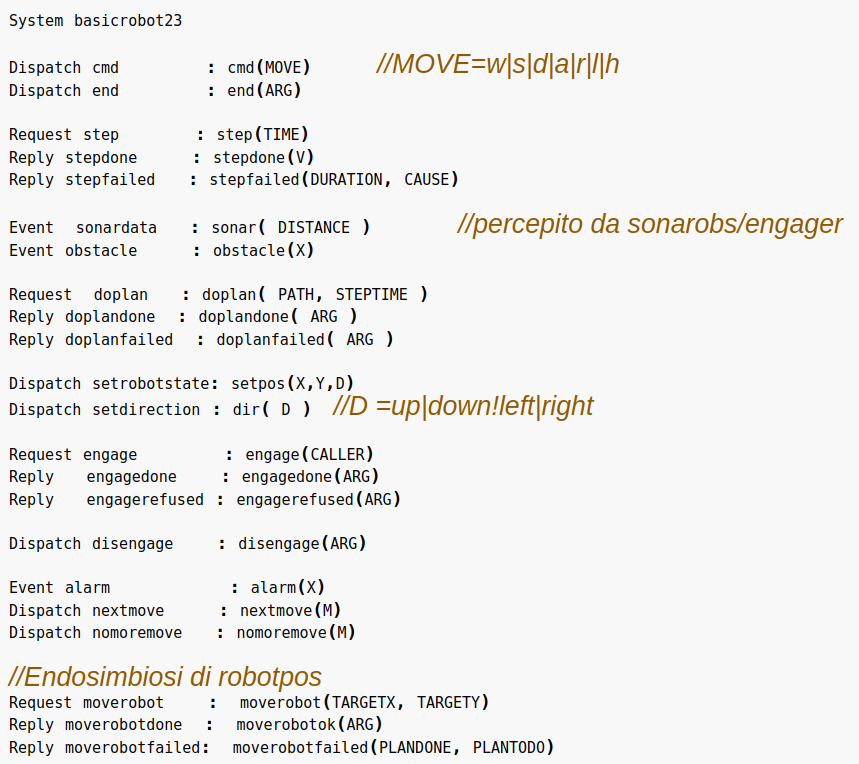 System basicrobot23
Dispatch cmd : cmd(MOVE) //MOVE=w|s|d|a|r|l|h
Dispatch end : end(ARG)
Request step : step(TIME)
Reply stepdone : stepdone(V)
Reply stepfailed : stepfailed(DURATION, CAUSE)
Event sonardata : sonar( DISTANCE ) //percepito da sonarobs/engager
Event obstacle : obstacle(X)
Request doplan : doplan( PATH, STEPTIME )
Reply doplandone : doplandone( ARG )
Reply doplanfailed : doplanfailed( ARG )
Dispatch setrobotstate: setpos(X,Y,D)
Dispatch setdirection : dir( D ) //D =up|down!left|right
Request engage : engage(CALLER)
Reply engagedone : engagedone(ARG)
Reply engagerefused : engagerefused(ARG)
Dispatch disengage : disengage(ARG)
Event alarm : alarm(X)
Dispatch nextmove : nextmove(M)
Dispatch nomoremove : nomoremove(M)
//Endosimbiosi di robotpos
Request moverobot : moverobot(TARGETX, TARGETY)
Reply moverobotdone : moverobotok(ARG)
Reply moverobotfailed: moverobotfailed(PLANDONE, PLANTODO)